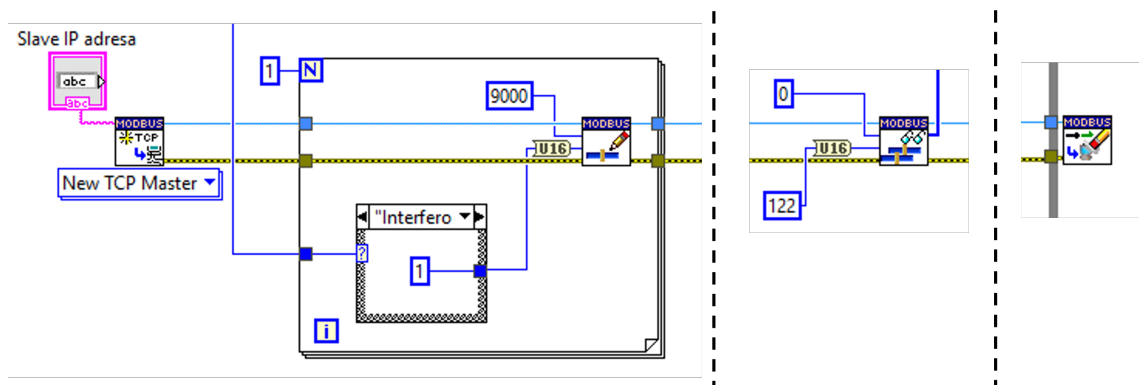 Slave IP adresa
abc
abc
MODBUS
TCP
New TCP Master
1
N
9000
MODBUS
U16
"Interfero
?
1
i
0
MODBUS
U16
122
MODBUS